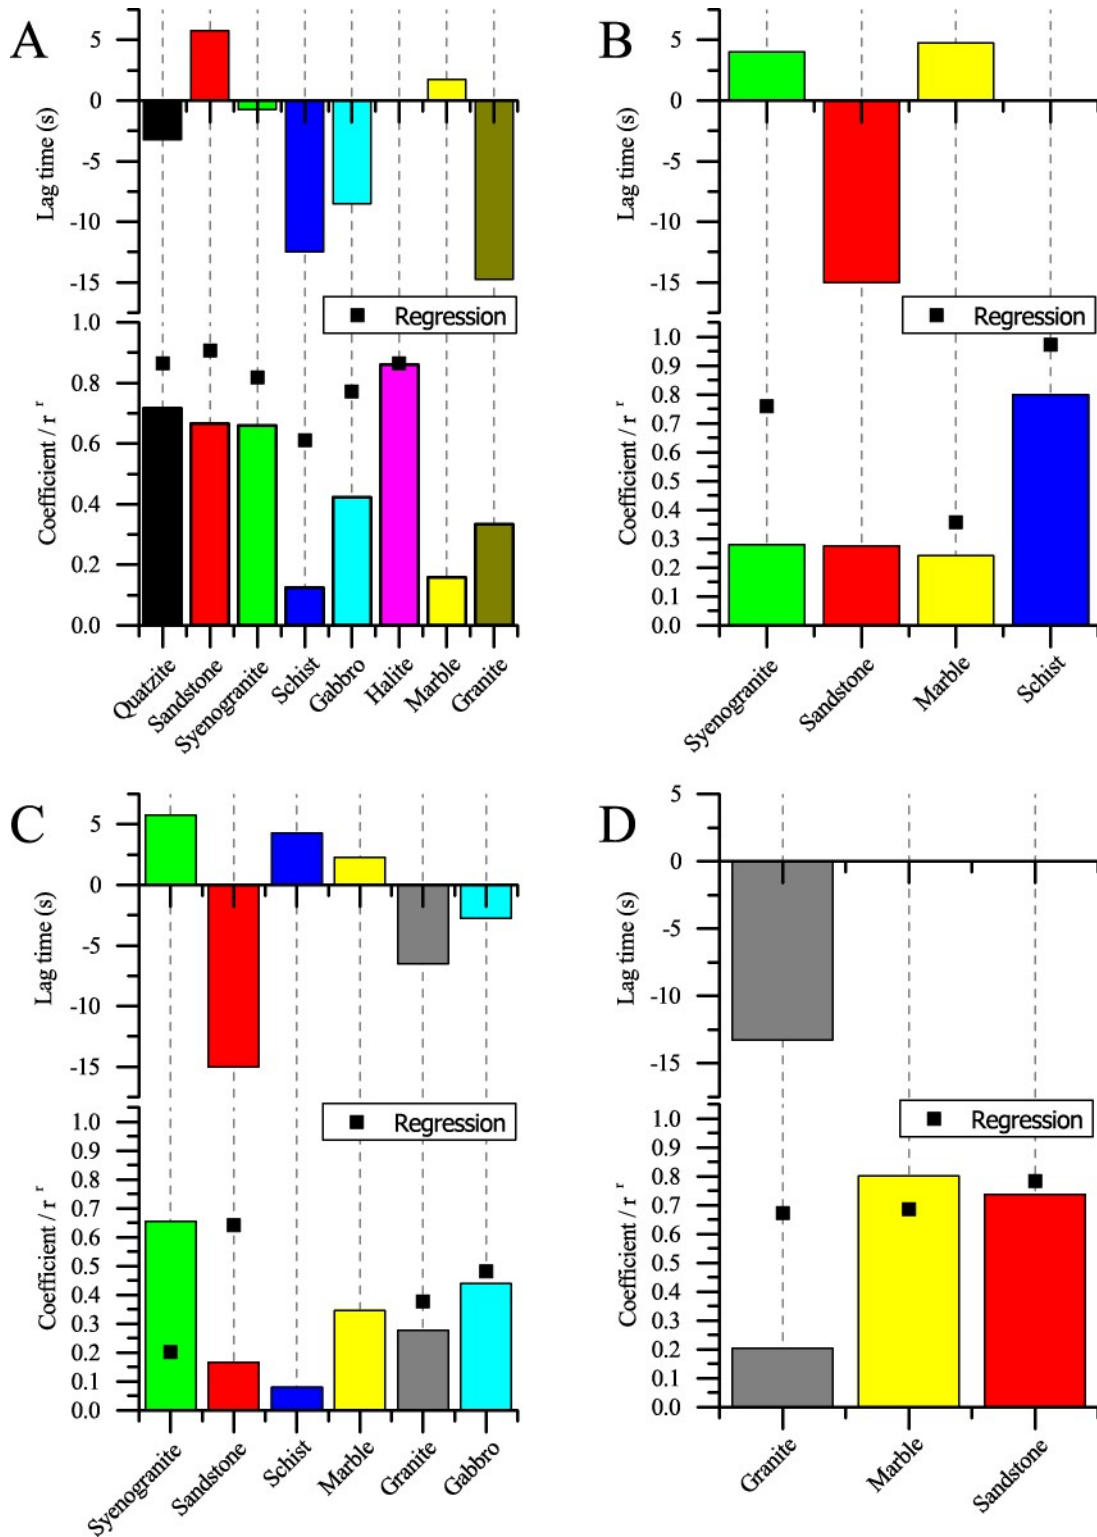 A
5
0
-5
-10
-15
Lag time (s)
Regression
1.0
0.8
0.6
0.4
0.2
0.0
Coefficient / r r
Quatzite
Sandstone
Syenogranite
Schist
Gabbro
Halite
Marble
Granite
B
5
0
-5
-10
-15
Lag time (s)
Regression
1.0
0.9
0.8
0.7
0.6
0.5
0.4
0.3
0.2
0.1
0.0
Coefficient / r r
Syenogranite
Sandstone
Marble
Schist
C
5
0
-5
-10
-15
Lag time (s)
Regression
1.0
0.9
0.8
0.7
0.6
0.5
0.4
0.3
0.2
0.1
0.0
Coefficient / r r
Syenogranite
Sandstone
Schist
Marble
Granite
Gabbro
D
5
0
-5
-10
-15
Lag time (s)
Regression
1.0
0.9
0.8
0.7
0.6
0.5
0.4
0.3
0.2
0.1
0.0
Coefficient / r r
Granite
Marble
Sandstone